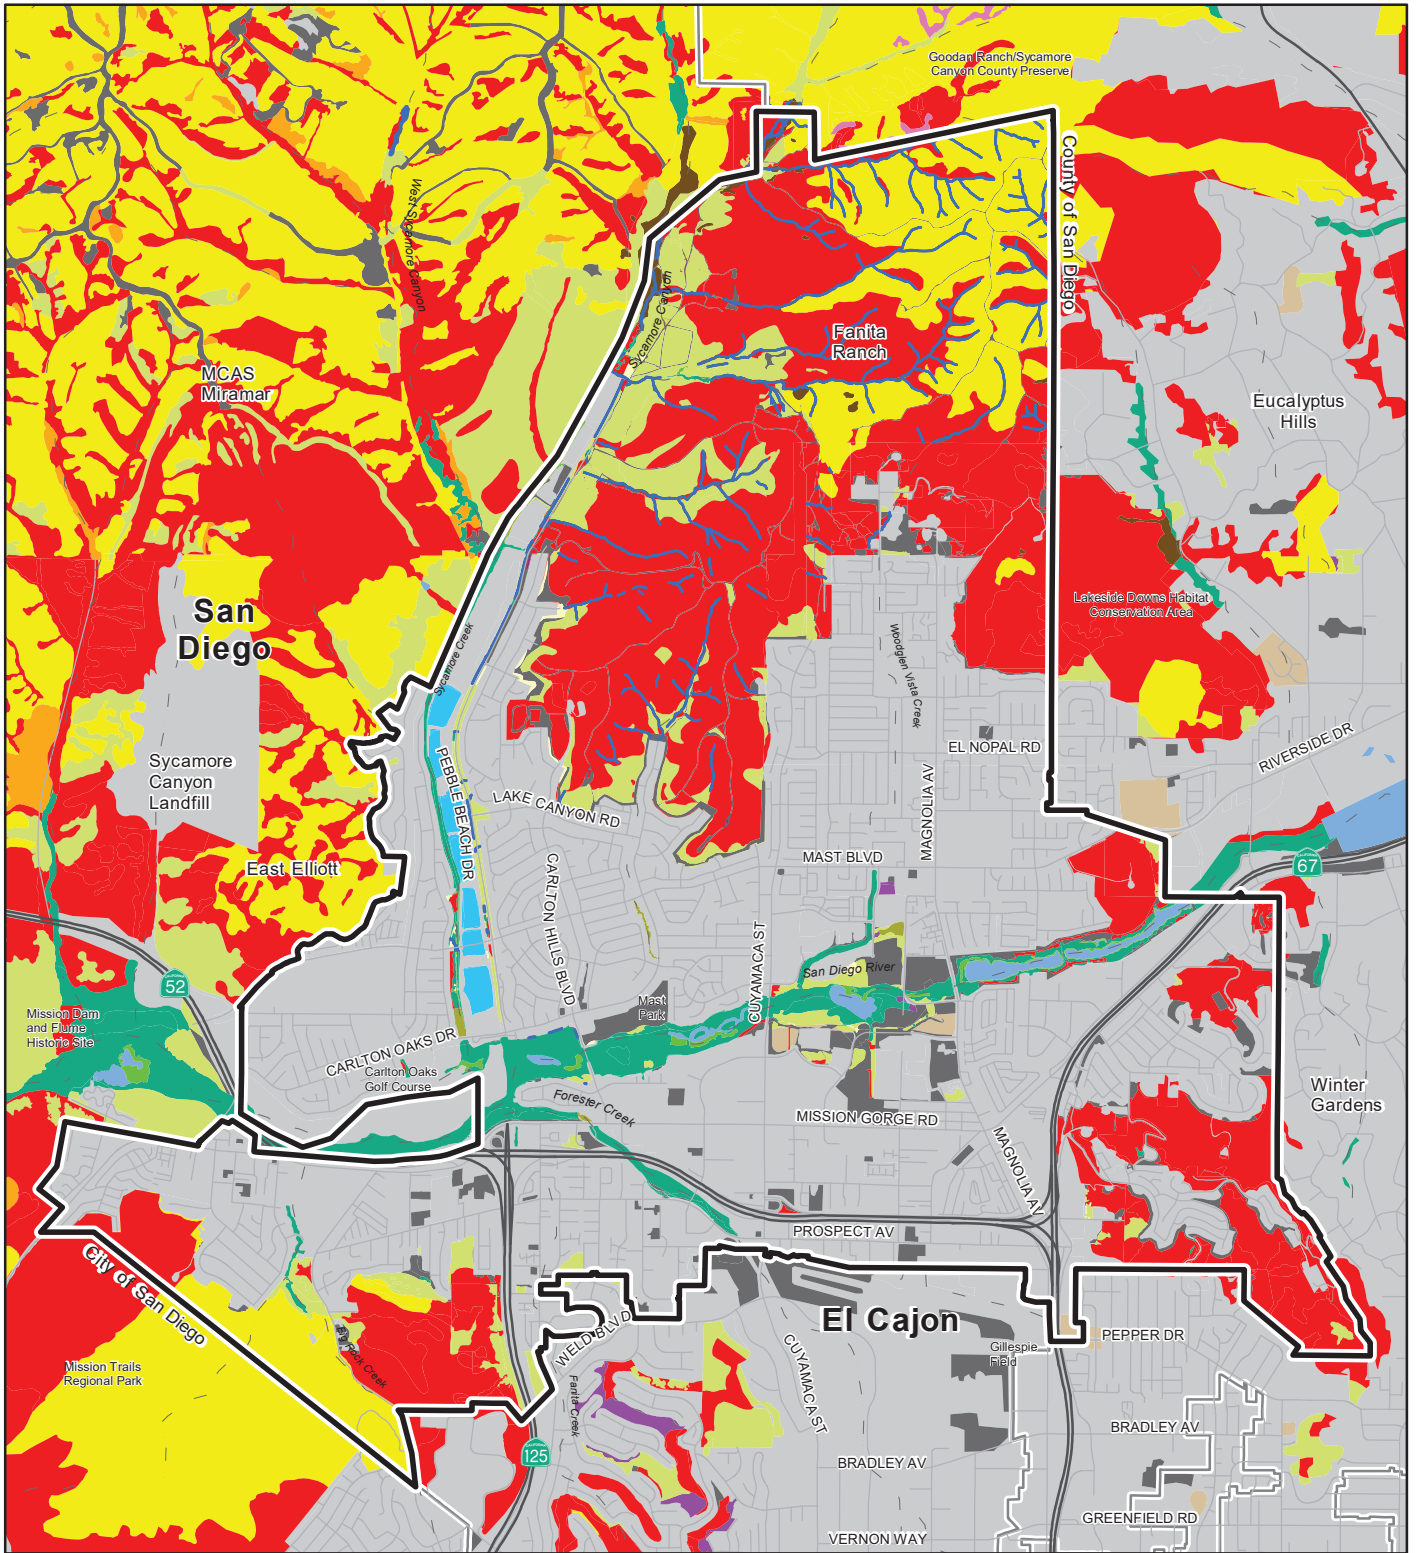 Goodan Ranch/Sycamore
Canyon County Preserve
County of San Diego
West Sycamore Canyon
Sycamore Canyon
Fanita
Ranch
MCAS
Miramar
Eucalyptus
Hills
San
Diego
Lakeside Downs Habitat
Conservation Area
Sycamore Creek
Woodglen Vista Creek
EL NOPAL RD
RIVERSIDE DR
Sycamore
Canyon
Landfill
PEBBLE BEACH DR
LAKE CANYON RD
MAGNOLIA AV
MAST BLVD
East Elliott
CARLTON HILLS BLVD
CALIFORNIA
67
CUYAMACA ST
San Diego River
CALIFORNIA
52
Mission Dam
and Flume
Historic Site
Mast
Park
CARLTON OAKS DR
Carlton Oaks
Golf Course
Forester Creek
Winter
Gardens
MISSION GORGE RD
MAGNOLIA AV
PROSPECT AV
City of San Diego
El Cajon
WELD BLVD
PEPPER DR
Gillespie
Field
Big Rock Creek
Mission Trails
Regional Park
Fanita Creek
CUYAMACA ST
BRADLEY AV
BRADLEY AV
CALIFORNIA
125
GREENFIELD RD
VERNON WAY